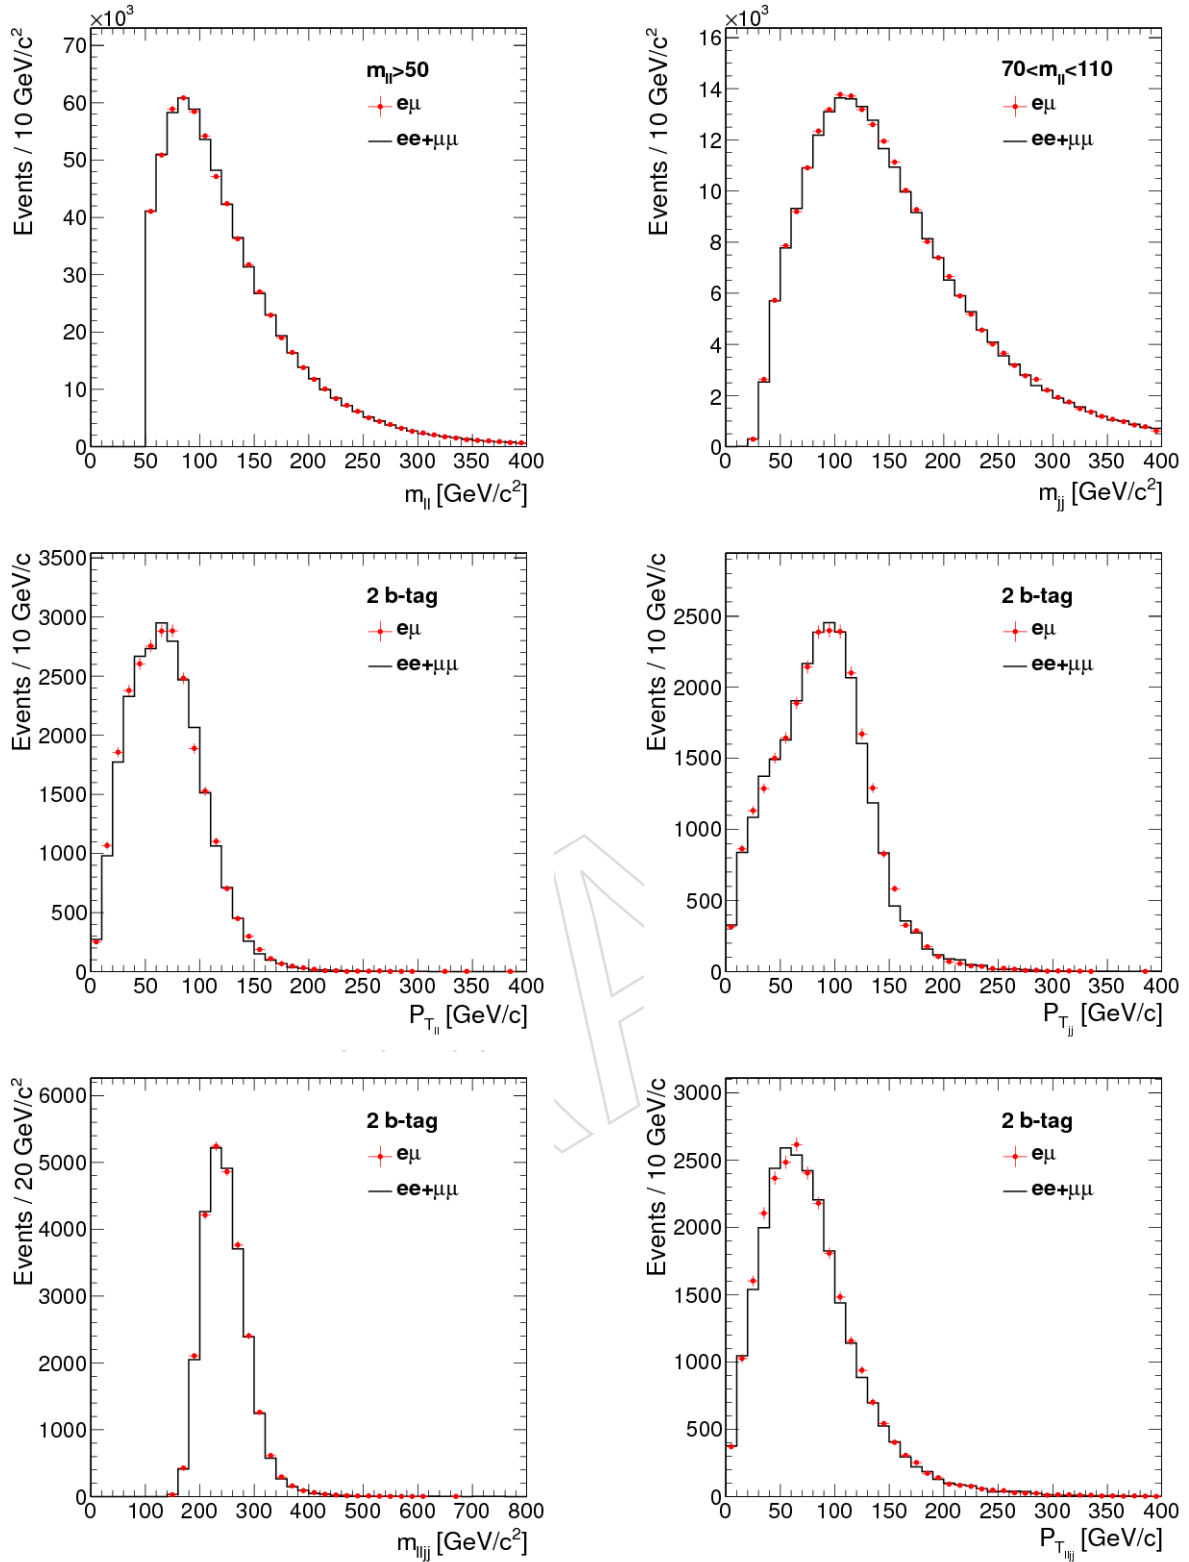 ×10³
Events / 10 GeV/c²
70
60
50
40
30
20
10
0
m_ll>50
eμ
ee+μμ
0 50 100 150 200 250 300 350 400
m_ll [GeV/c²]
×10³
Events / 10 GeV/c²
16
14
12
10
8
6
4
2
0
70<m_ll<110
eμ
ee+μμ
0 50 100 150 200 250 300 350 400
m_jj [GeV/c²]
Events / 10 GeV/c
3500
3000
2500
2000
1500
1000
500
0
2 b-tag
eμ
ee+μμ
0 50 100 150 200 250 300 350 400
P_T_ll [GeV/c]
Events / 10 GeV/c
2500
2000
1500
1000
500
0
2 b-tag
eμ
ee+μμ
0 50 100 150 200 250 300 350 400
P_T_jj [GeV/c]
Events / 20 GeV/c²
6000
5000
4000
3000
2000
1000
0
2 b-tag
eμ
ee+μμ
0 100 200 300 400 500 600 700 800
m_lljj [GeV/c²]
Events / 10 GeV/c
3000
2500
2000
1500
1000
500
0
2 b-tag
eμ
ee+μμ
0 50 100 150 200 250 300 350 400
P_T_lljj [GeV/c]